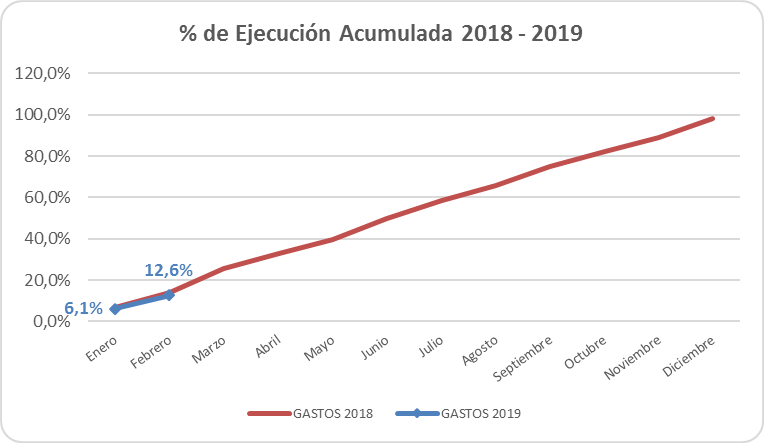 % de Ejecución Acumulada 2018 - 2019
120,0%
100,0%
80,0%
60,0%
40,0%
20,0%
0,0%
12,6%
6,1%
Enero
Febrero
Marzo
Abril
Mayo
Junio
Julio
Agosto
Septiembre
Octubre
Noviembre
Diciembre
GASTOS 2018
GASTOS 2019